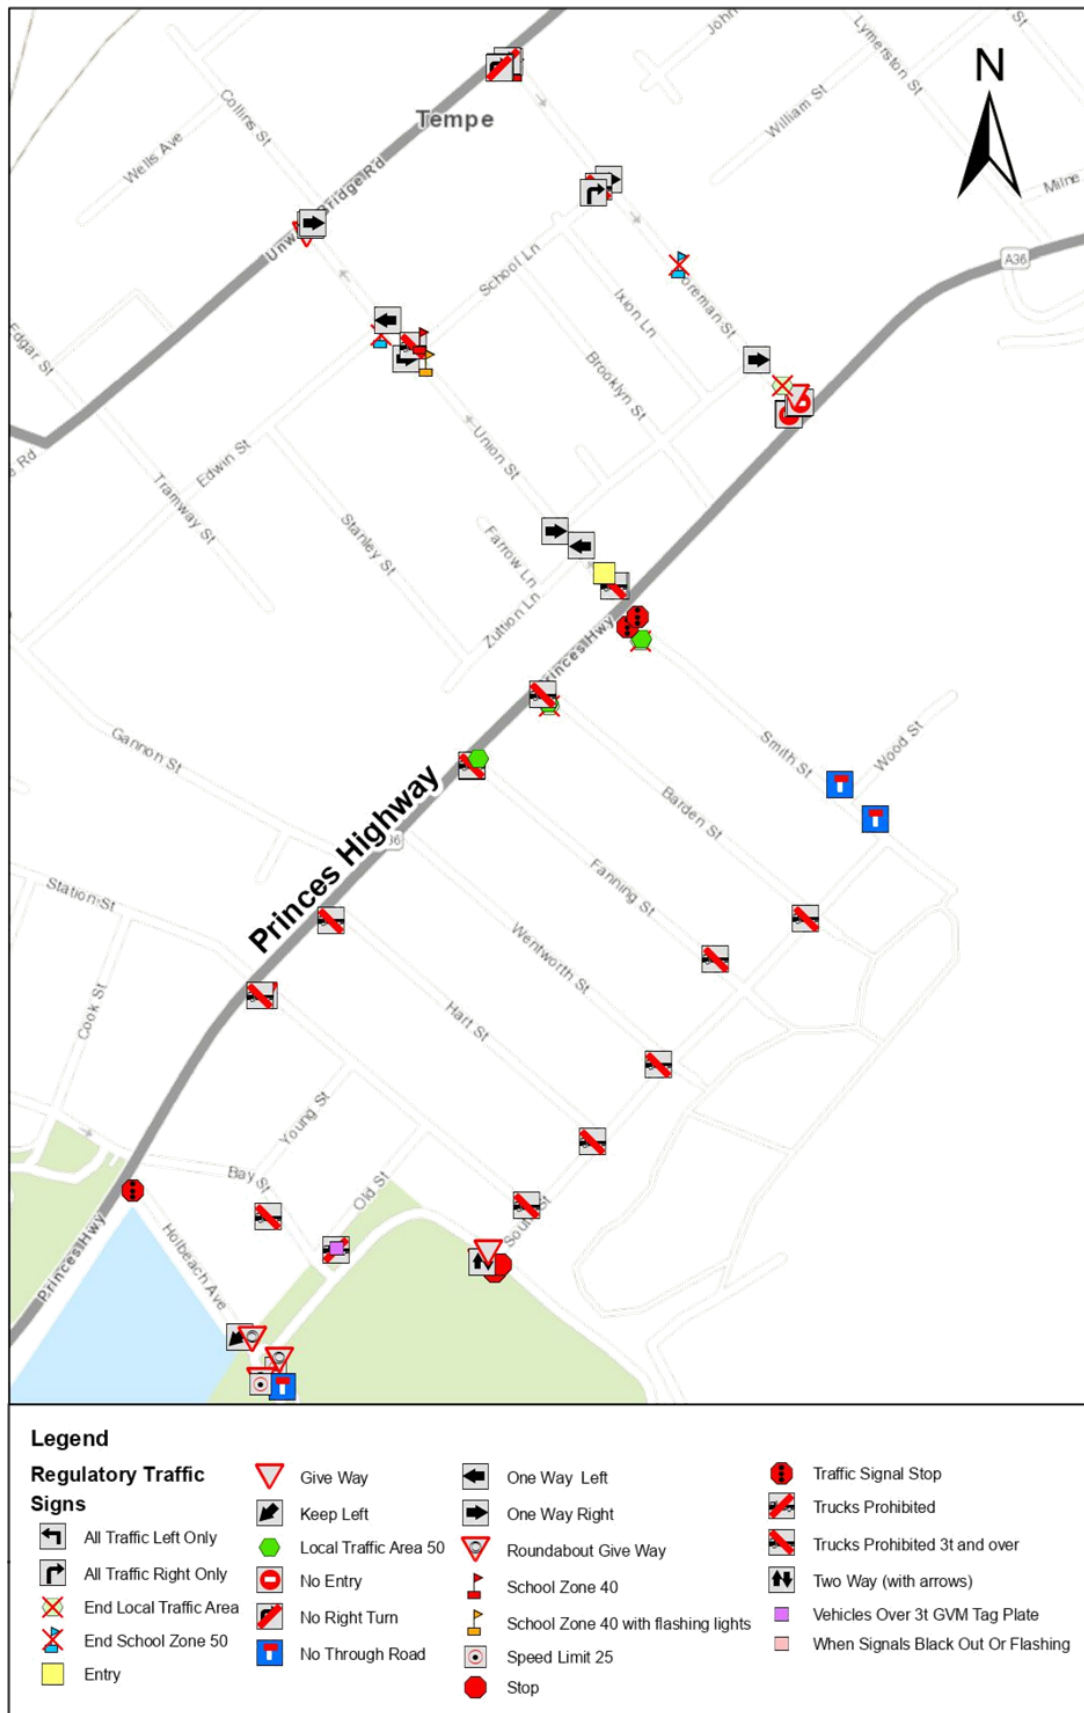 John
St
Lymerston St
N
Collins St
Tempe
William St
Wells Ave
Milne
Bridge Rd
A36
School Ln
Ixion Ln
oreman St
Edgar St
Brooklyn St
Union St
e Rd
Edwin St
Tramway St
Stanley St
Farrow Ln
Zuttion Ln
rinces Hwy
Smith St
Wood St
Gannon St
Barden St
Princes Highway
36
Fanning St
Station St
Wentworth St
Cook St
Hart St
Young St
Bay St
Old St
South St
Holbeach Ave
Princes Hwy
Legend
Regulatory Traffic
Signs
All Traffic Left Only
All Traffic Right Only
End Local Traffic Area
End School Zone 50
Entry
Give Way
Keep Left
Local Traffic Area 50
No Entry
No Right Turn
No Through Road
One Way Left
One Way Right
Roundabout Give Way
School Zone 40
School Zone 40 with flashing lights
Speed Limit 25
Stop
Traffic Signal Stop
Trucks Prohibited
Trucks Prohibited 3t and over
Two Way (with arrows)
Vehicles Over 3t GVM Tag Plate
When Signals Black Out Or Flashing